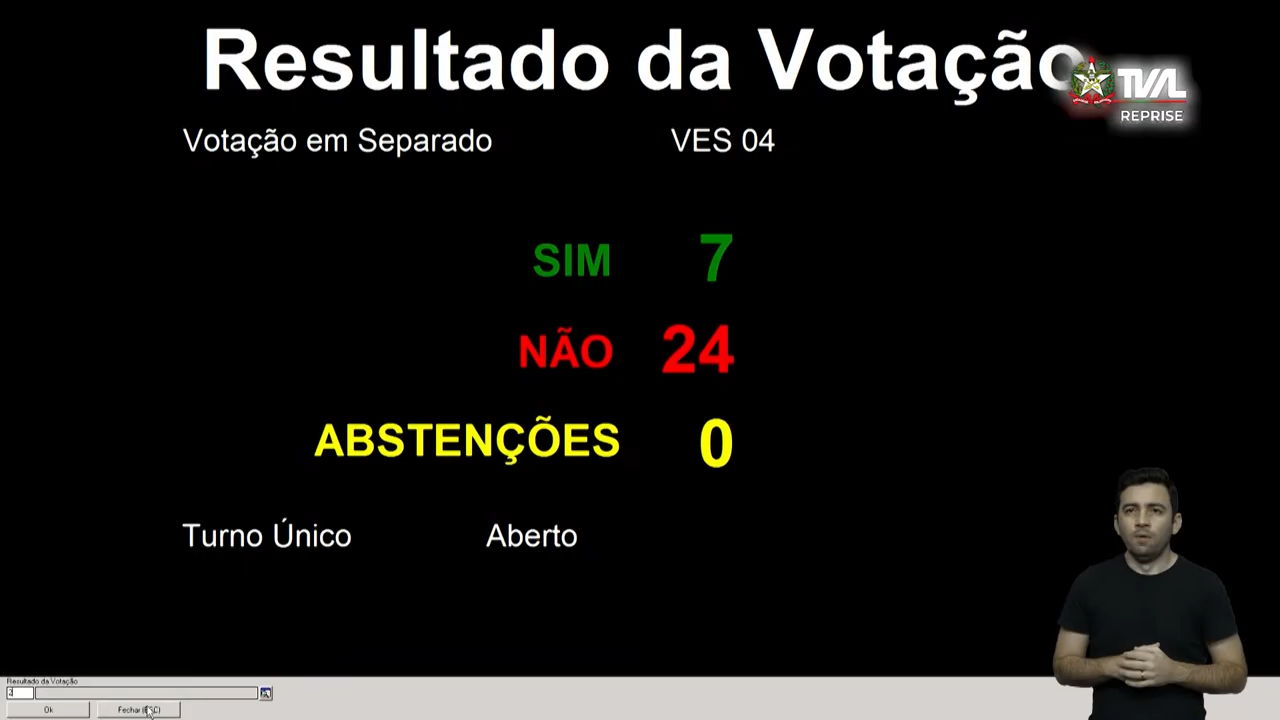 Resultado da Votação
TVAL
REPRISE
Votação em Separado VES 04
SIM 7
NÃO 24
ABSTENÇÕES 0
Turno Único Aberto
Resultado da Votação
2
Ok Fechar (ESC)